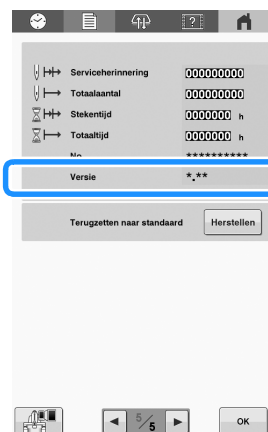 ?
Serviceherinnering 000000000
Totaalaantal 000000000
Stekentijd 0000000 h
Totaaltijd 0000000 h
No. **********
Versie *.**
Terugzetten naar standaard Herstellen
5/5 OK